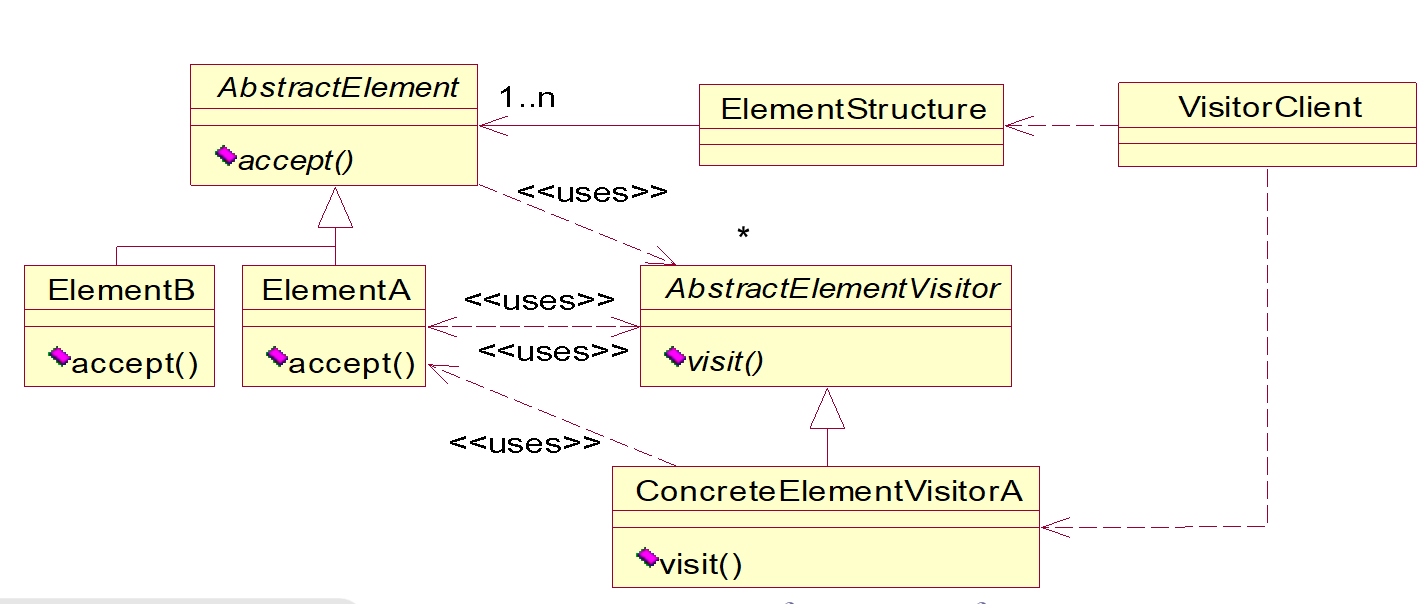 AbstractElement
accept()
1..n
ElementStructure
VisitorClient
<<uses>>
*
ElementB
accept()
ElementA
accept()
<<uses>>
<<uses>>
AbstractElementVisitor
visit()
<<uses>>
ConcreteElementVisitorA
visit()